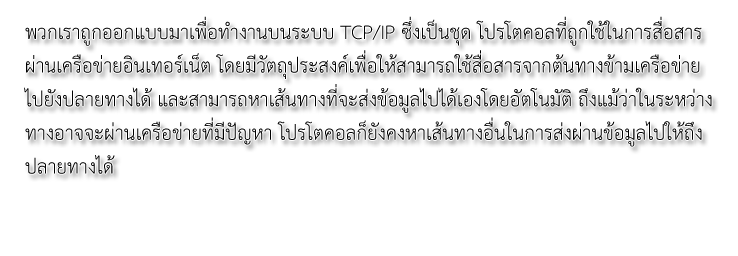 พวกเราถูกออกแบบมาเพื่อทำงานบนระบบ TCP/IP ซึ่งเป็นชุด โปรโตคอลที่ถูกใช้ในการสื่อสาร
ผ่านเครือข่ายอินเทอร์เน็ต โดยมีวัตถุประสงค์เพื่อให้สามารถใช้สื่อสารจากต้นทางข้ามเครือข่าย
ไปยังปลายทางได้ และสามารถหาเส้นทางที่จะส่งข้อมูลไปได้เองโดยอัตโนมัติ ถึงแม้ว่าในระหว่าง
ทางอาจจะผ่านเครือข่ายที่มีปัญหา โปรโตคอลก็ยังคงหาเส้นทางอื่นในการส่งผ่านข้อมูลไปให้ถึง
ปลายทางได้